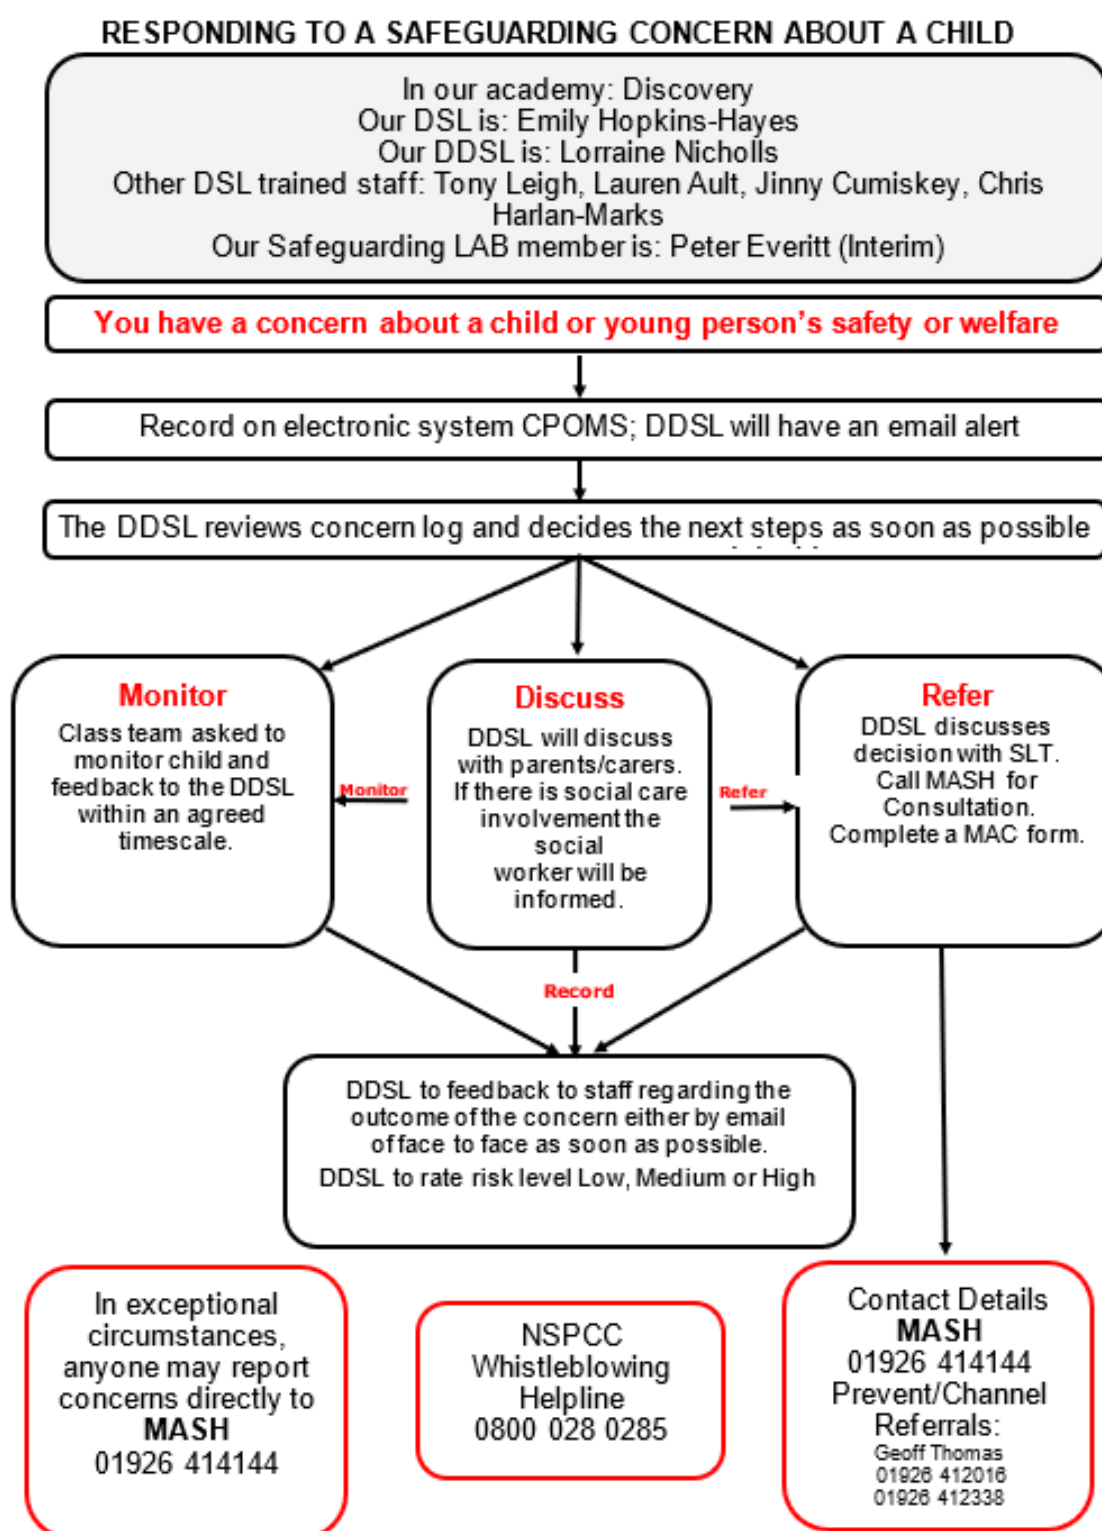 RESPONDING TO A SAFEGUARDING CONCERN ABOUT A CHILD
In our academy: Discovery
Our DSL is: Emily Hopkins-Hayes
Our DDSL is: Lorraine Nicholls
Other DSL trained staff: Tony Leigh, Lauren Ault, Jinny Cumiskey, Chris
Harlan-Marks
Our Safeguarding LAB member is: Peter Everitt (Interim)
You have a concern about a child or young person's safety or welfare
Record on electronic system CPOMS; DDSL will have an email alert
The DDSL reviews concern log and decides the next steps as soon as possible
Monitor
Class team asked to
monitor child and
feedback to the DDSL
within an agreed
timescale.
Monitor
Discuss
DDSL will discuss
with parents/carers.
If there is social care
involvement the
social
worker will be
informed.
Refer
Refer
DDSL discusses
decision with SLT.
Call MASH for
Consultation.
Complete a MAC form.
Record
DDSL to feedback to staff regarding the
outcome of the concern either by email
of face to face as soon as possible.
DDSL to rate risk level Low, Medium or High
In exceptional
circumstances,
anyone may report
concerns directly to
MASH
01926 414144
NSPCC
Whistleblowing
Helpline
0800 028 0285
Contact Details
MASH
01926 414144
Prevent/Channel
Referrals:
Geoff Thomas
01926 412016
01926 412338